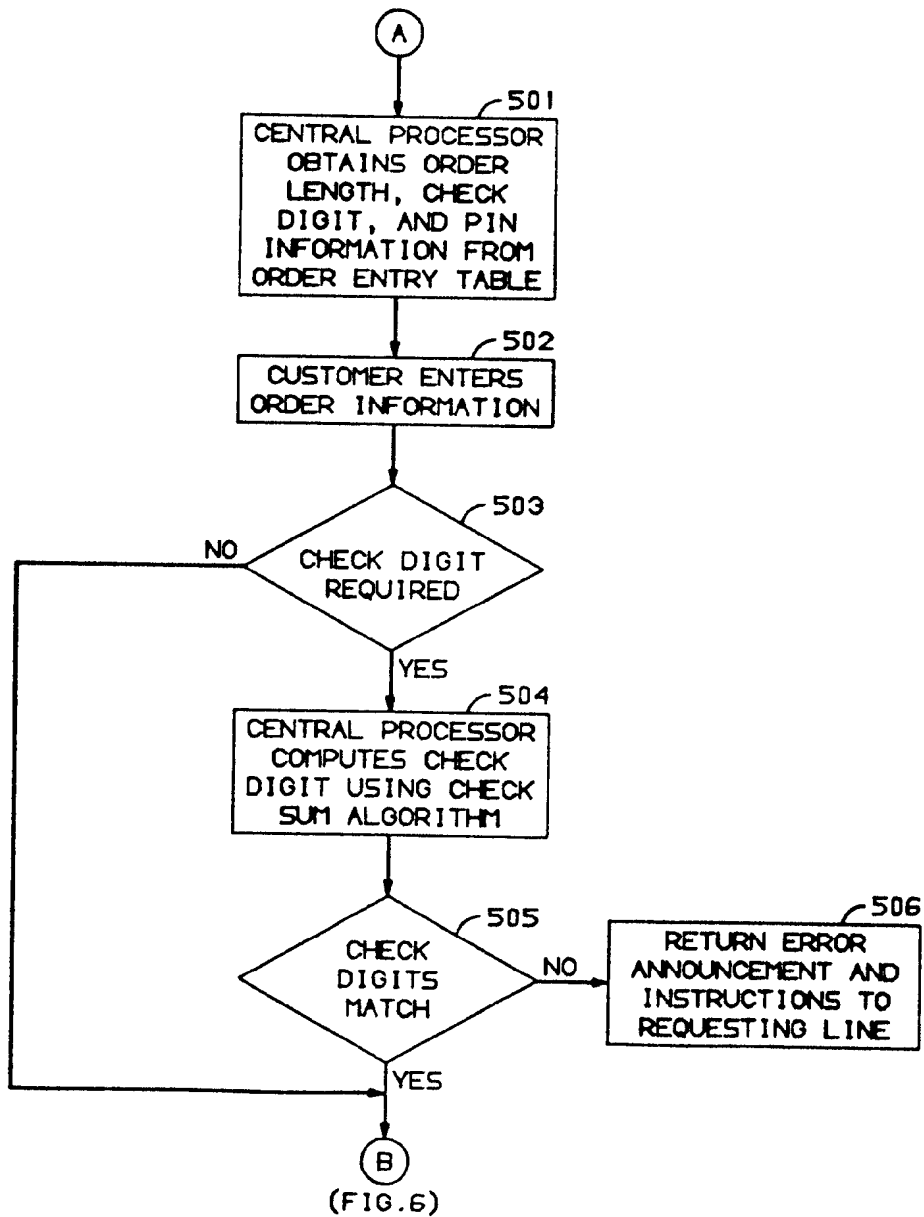 A
501
CENTRAL PROCESSOR
OBTAINS ORDER
LENGTH, CHECK
DIGIT, AND PIN
INFORMATION FROM
ORDER ENTRY TABLE
502
CUSTOMER ENTERS
ORDER INFORMATION
503
NO
CHECK DIGIT
REQUIRED
YES
504
CENTRAL PROCESSOR
COMPUTES CHECK
DIGIT USING CHECK
SUM ALGORITHM
505
CHECK
DIGITS
MATCH
NO
506
RETURN ERROR
ANNOUNCEMENT AND
INSTRUCTIONS TO
REQUESTING LINE
YES
B
(FIG.6)